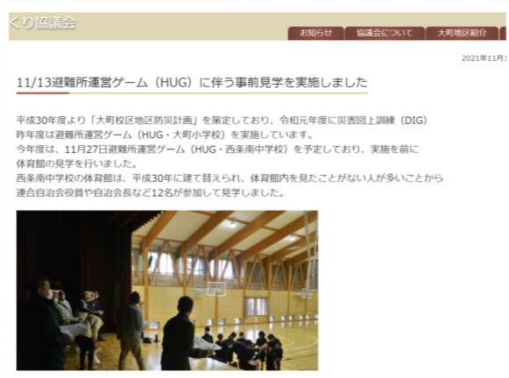 くり協議会
お知らせ 協議会について 大町地区紹介
2021年11月
11/13避難所運営ゲーム（HUG）に伴う事前見学を実施しました
平成30年度より「大町校区地区防災計画」を策定しており、令和元年度に災害図上訓練（DIG）
昨年度は避難所運営ゲーム（HUG・大町小学校）を実施しています。
今年度は、11月27日避難所運営ゲーム（HUG・西条南中学校）を予定しており、実施を前に
体育館の見学を行いました。
西条南中学校の体育館は、平成30年に建て替えられ、体育館内を見たことがない人が多いことから
連合自治会役員や自治会長など12名が参加して見学しました。